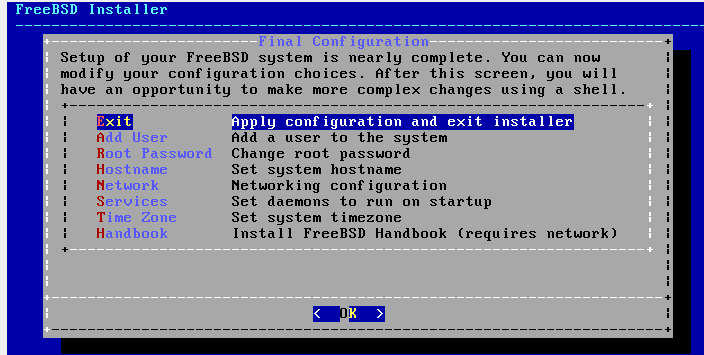 FreeBSD Installer
Final Configuration
Setup of your FreeBSD system is nearly complete. You can now
modify your configuration choices. After this screen, you will
have an opportunity to make more complex changes using a shell.
Exit Apply configuration and exit installer
Add User Add a user to the system
Root Password Change root password
Hostname Set system hostname
Network Networking configuration
Services Set daemons to run on startup
Time Zone Set system timezone
Handbook Install FreeBSD Handbook (requires network)
< OK >